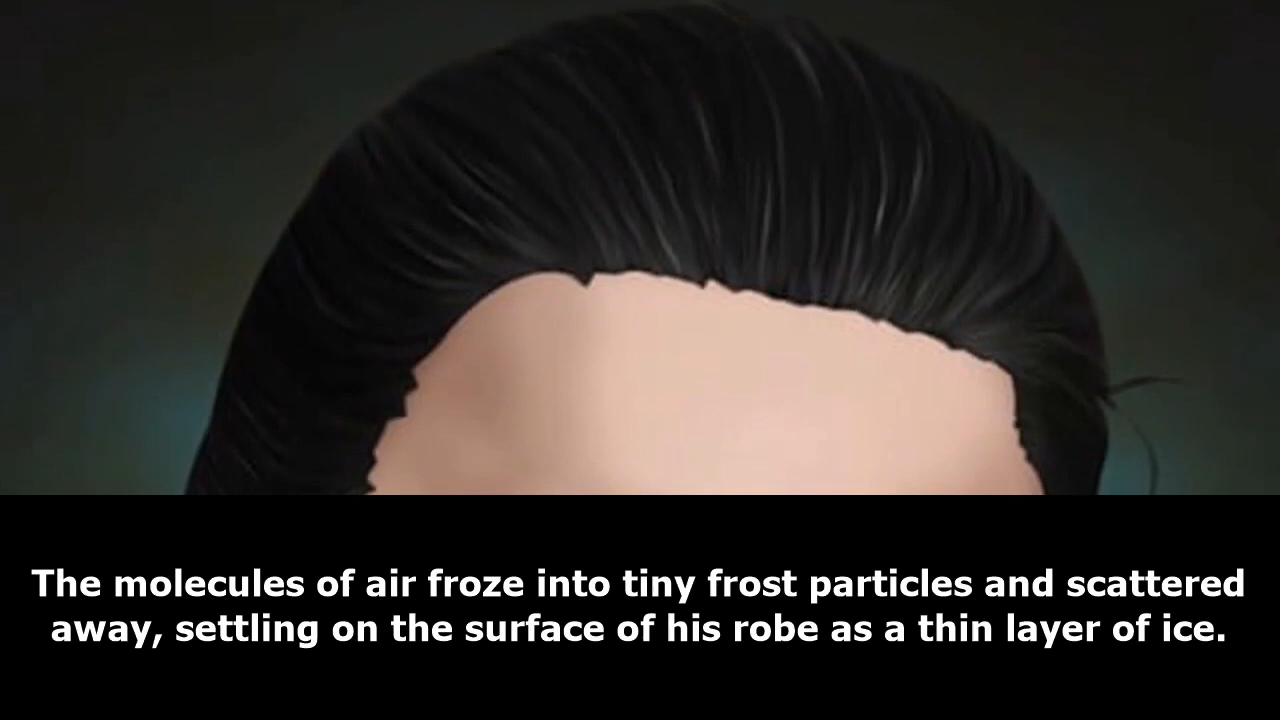 The molecules of air froze into tiny frost particles and scattered
away, settling on the surface of his robe as a thin layer of ice.